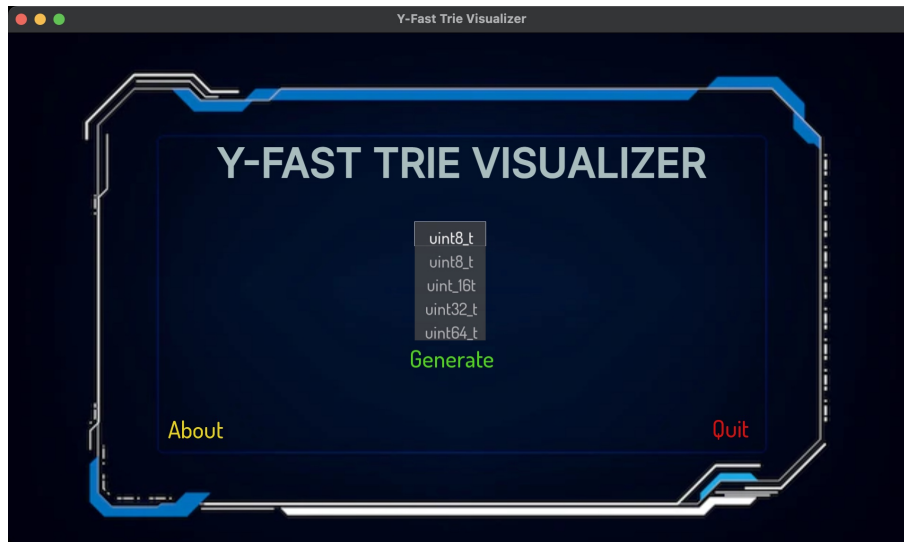 Y-Fast Trie Visualizer
Y-FAST TRIE VISUALIZER
uint8_t
uint8_t
uint_16t
uint32_t
uint64_t
Generate
About
Quit